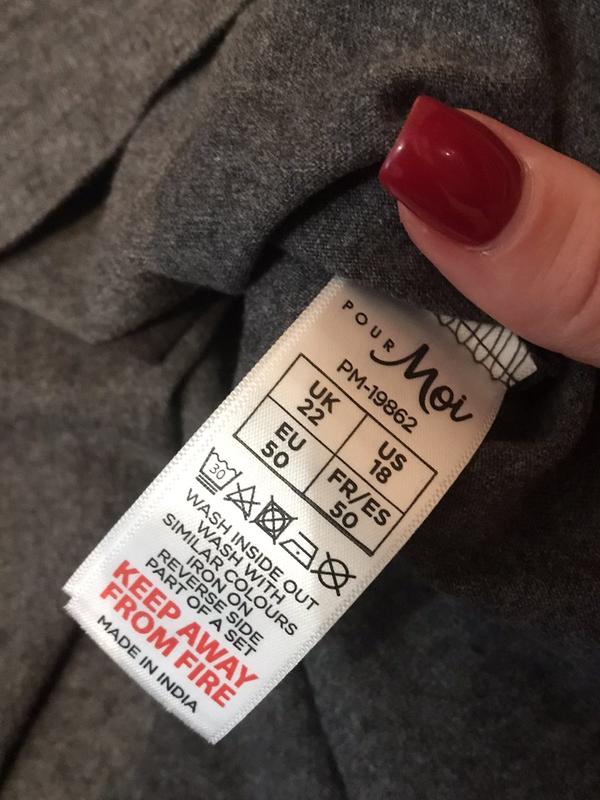 POUR Moi
PM-19862
UK 22
US 18
EU 50
FR/ES 50
30
WASH INSIDE OUT
WASH WITH
SIMILAR COLOURS
IRON ON
REVERSE SIDE
PART OF A SET
KEEP AWAY
FROM FIRE
MADE IN INDIA